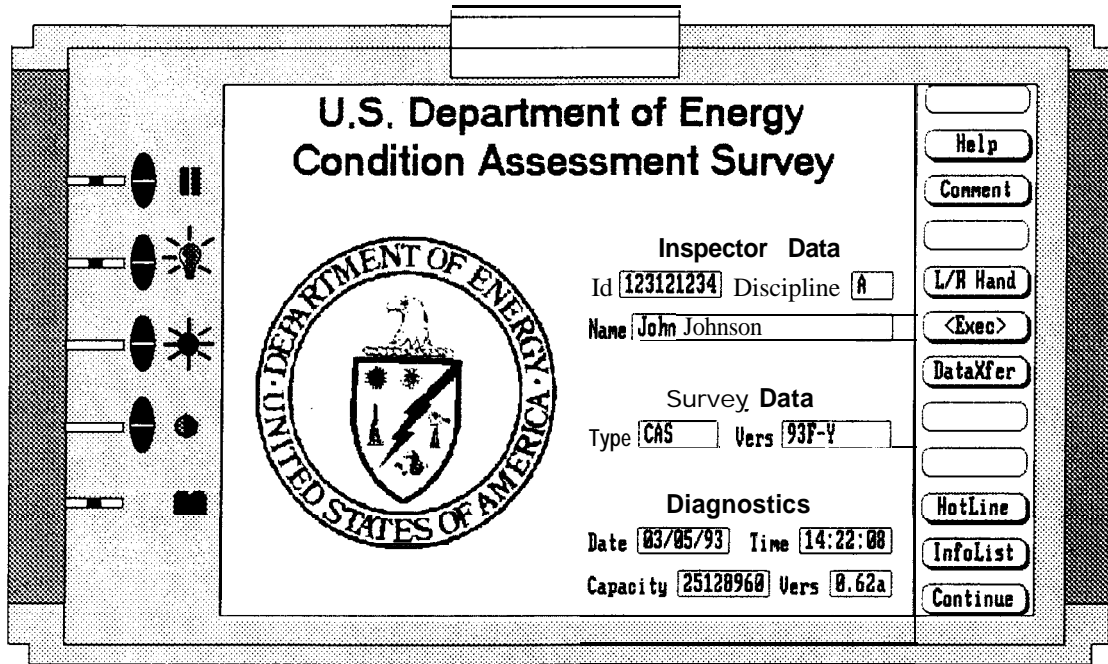 U.S. Department of Energy
Condition Assessment Survey
DEPARTMENT OF ENERGY
UNITED STATES OF AMERICA
Inspector Data
Id 123121234 Discipline A
Name John Johnson
Survey Data
Type CAS Vers 93F-Y
Diagnostics
Date 03/05/93 Time 14:22:08
Capacity 25128960 Vers 0.62a
Help
Comment
L/R Hand
<Exec>
DataXfer
HotLine
InfoList
Continue